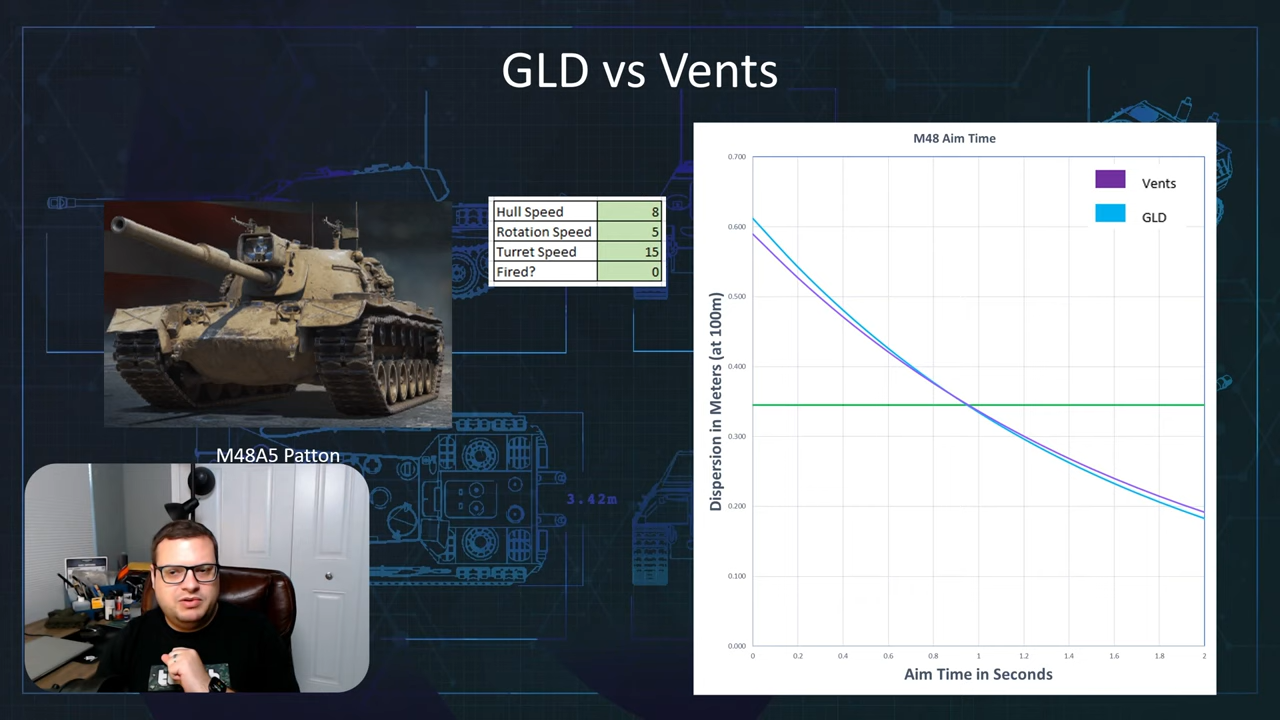 GLD vs Vents
Hull Speed 8
Rotation Speed 5
Turret Speed 15
Fired? 0
M48A5 Patton
3.42m
M48 Aim Time
Vents
GLD
Dispersion in Meters (at 100m)
0.700
0.600
0.500
0.400
0.300
0.200
0.100
0.000
0 0.2 0.4 0.6 0.8 1 1.2 1.4 1.6 1.8 2
Aim Time in Seconds